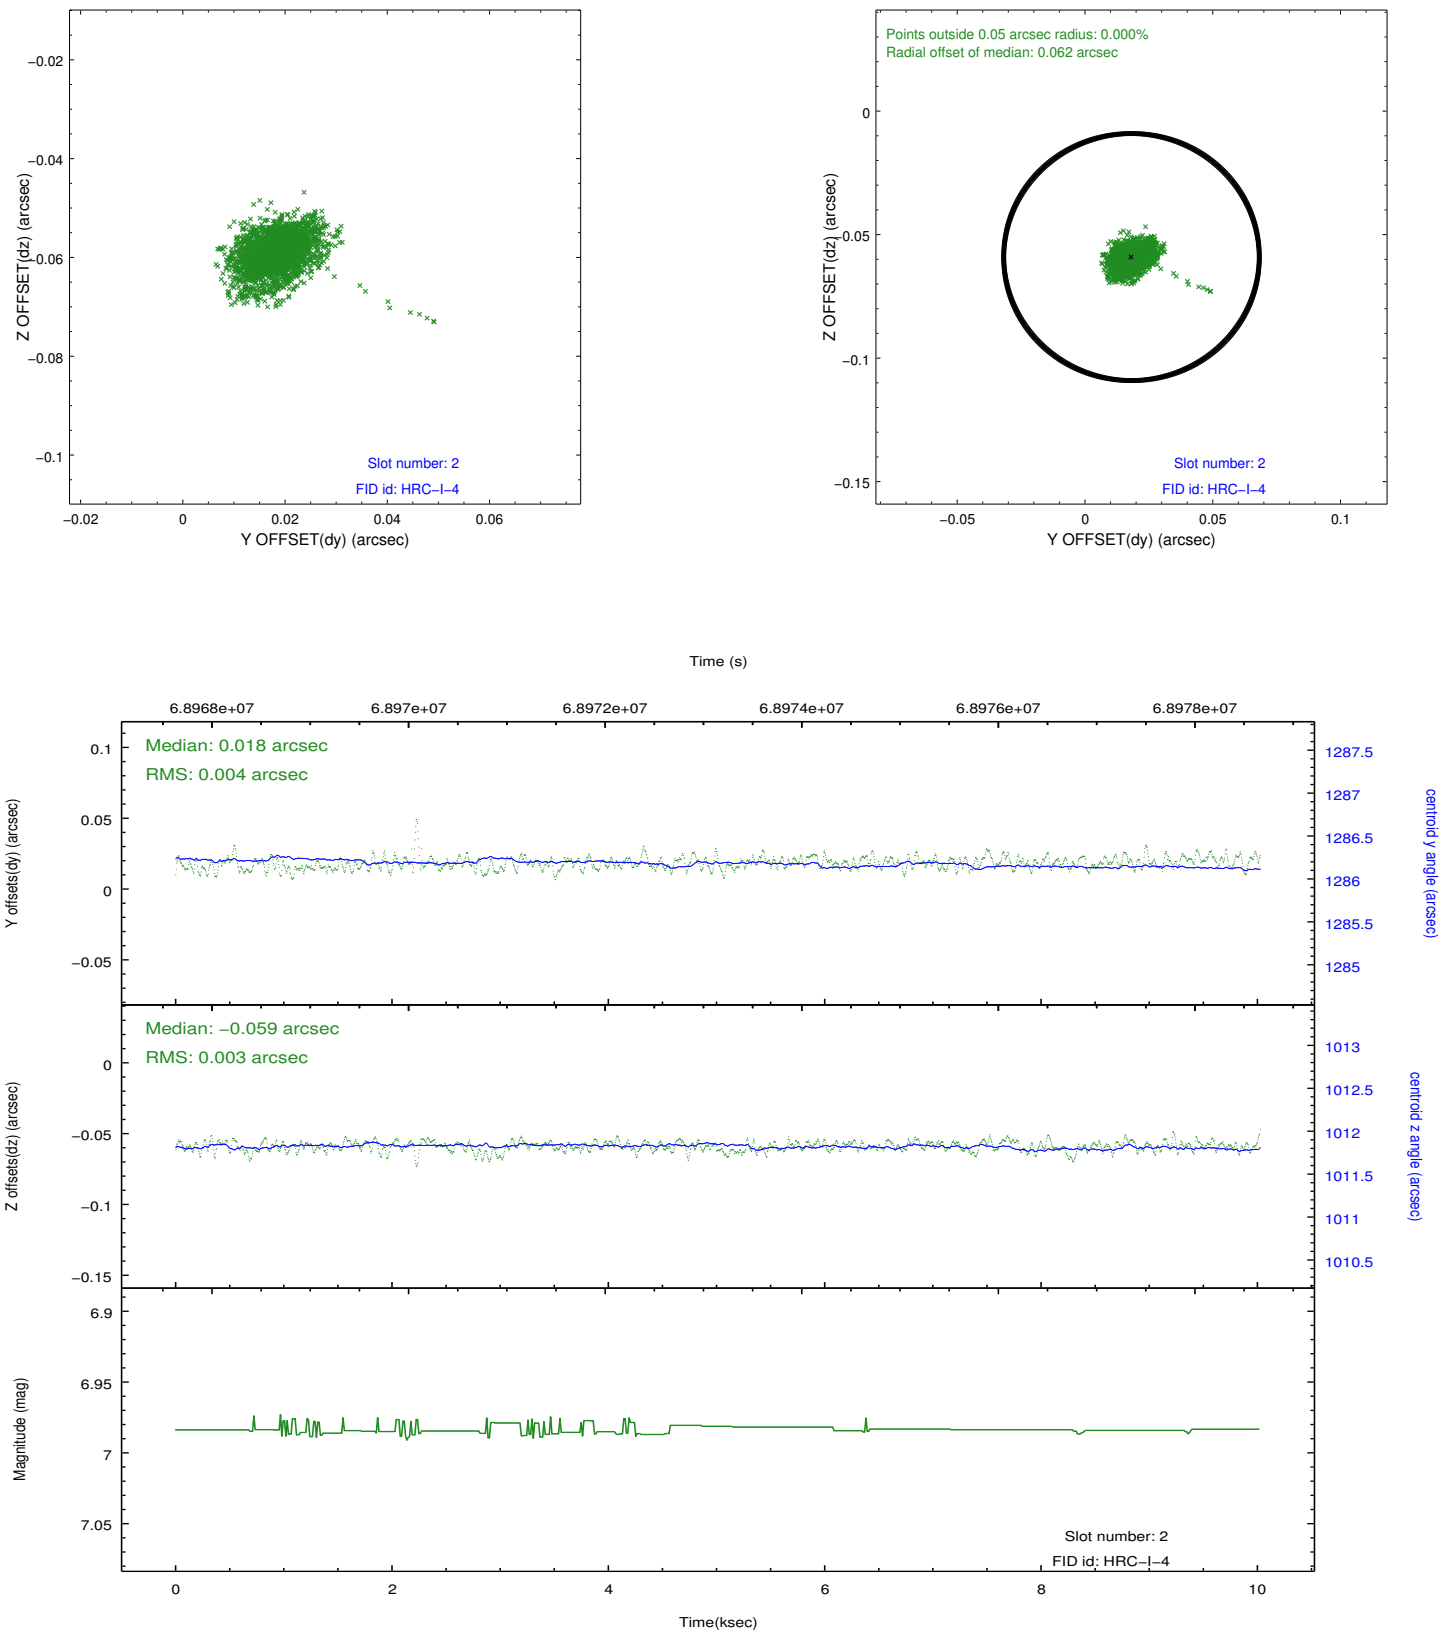 −0.02
−0.04
−0.06
−0.08
−0.1
Z OFFSET(dz) (arcsec)
Slot number: 2
FID id: HRC−I−4
−0.02 0 0.02 0.04 0.06
Y OFFSET(dy) (arcsec)
Points outside 0.05 arcsec radius: 0.000%
Radial offset of median: 0.062 arcsec
0
−0.05
−0.1
−0.15
Z OFFSET(dz) (arcsec)
Slot number: 2
FID id: HRC−I−4
−0.05 0 0.05 0.1
Y OFFSET(dy) (arcsec)
Time (s)
6.8968e+07 6.897e+07 6.8972e+07 6.8974e+07 6.8976e+07 6.8978e+07
Median: 0.018 arcsec
RMS: 0.004 arcsec
0.1
0.05
0
−0.05
Y offsets(dy) (arcsec)
1287.5
1287
1286.5
1286
1285.5
1285
centroid y angle (arcsec)
Median: −0.059 arcsec
RMS: 0.003 arcsec
0
−0.05
−0.1
−0.15
Z offsets(dz) (arcsec)
1013
1012.5
1012
1011.5
1011
1010.5
centroid z angle (arcsec)
6.9
6.95
7
7.05
Magnitude (mag)
Slot number: 2
FID id: HRC−I−4
0 2 4 6 8 10
Time(ksec)